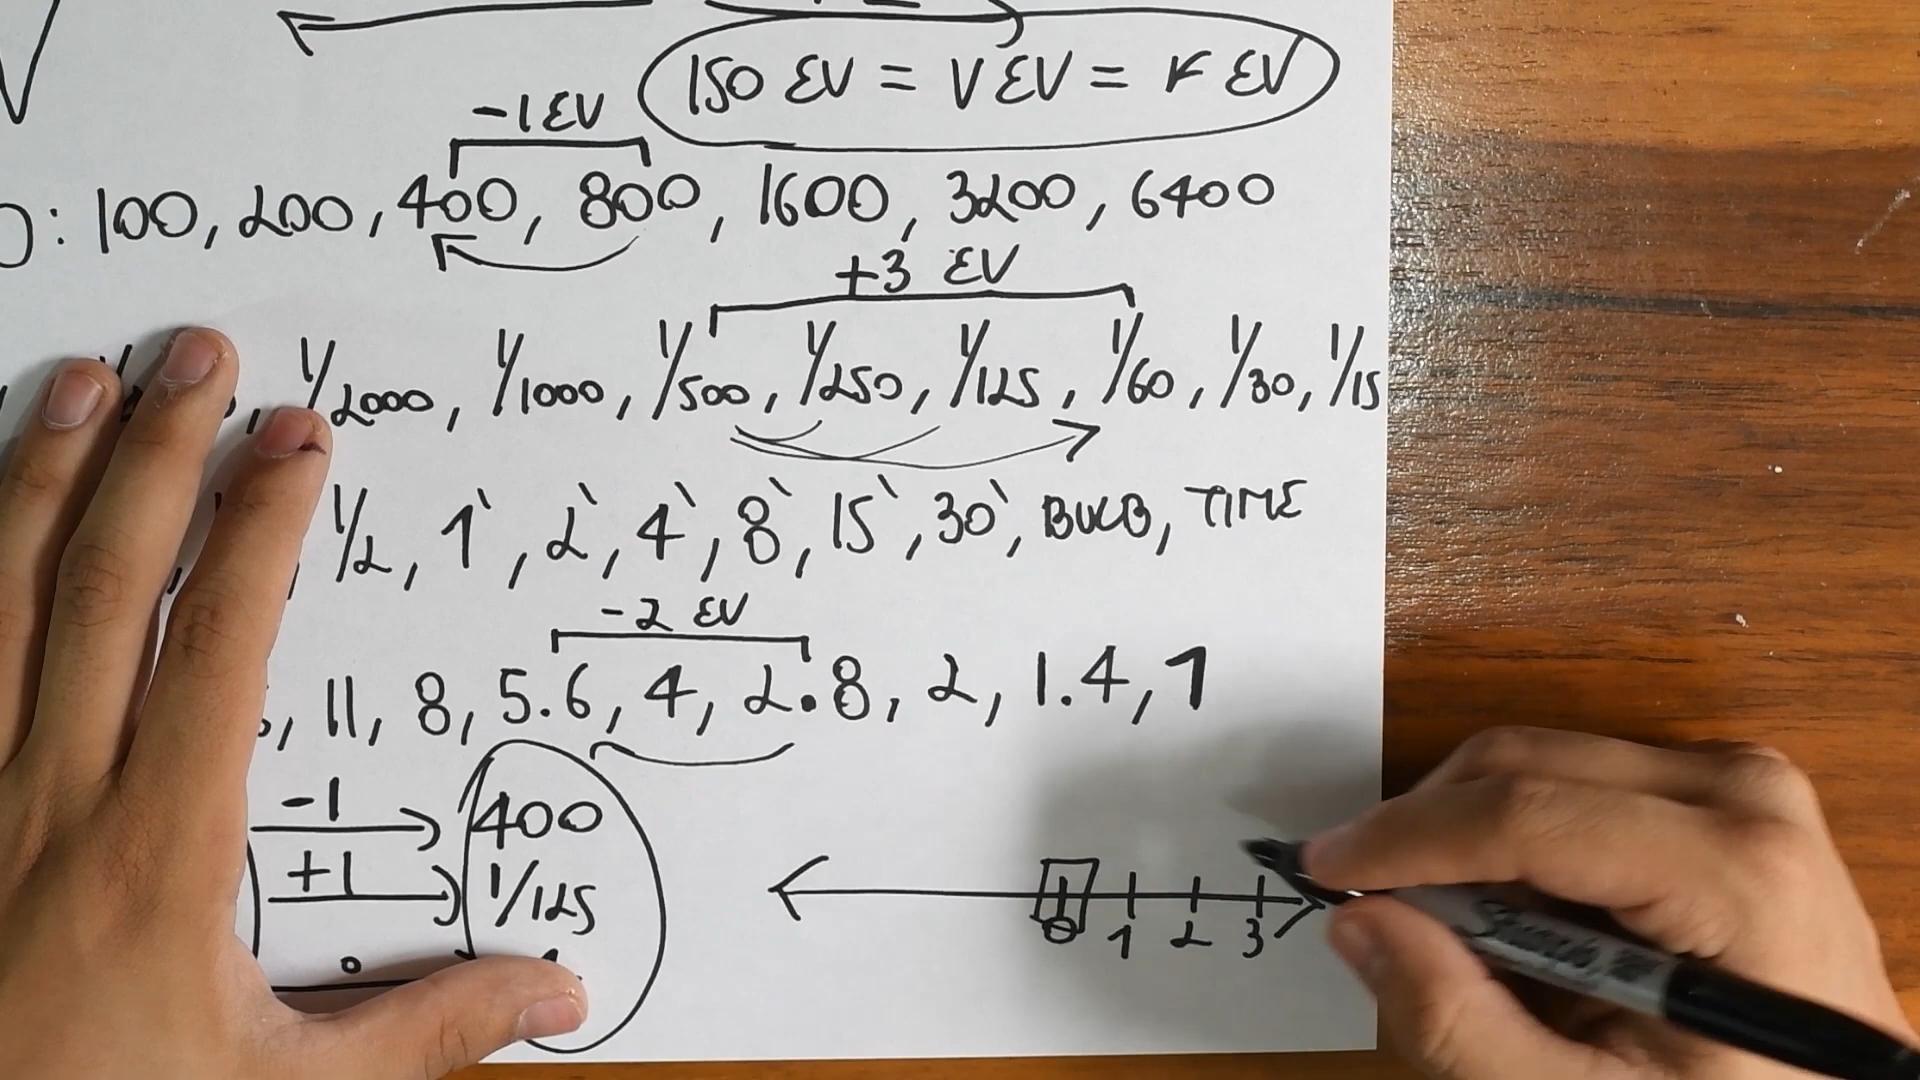 150 EV = V EV = F EV
-1 EV
O: 100, 200, 400, 800, 1600, 3200, 6400
+3 EV
1/2000, 1/1000, 1/500, 1/250, 1/125, 1/60, 1/30, 1/15
1/2, 1`, 2`, 4`, 8`, 15`, 30`, BULB, TIME
-2 EV
, 11, 8, 5.6, 4, 2.8, 2, 1.4, 1
-1 400
+1 1/125
0
0 1 2 3
Sharpie